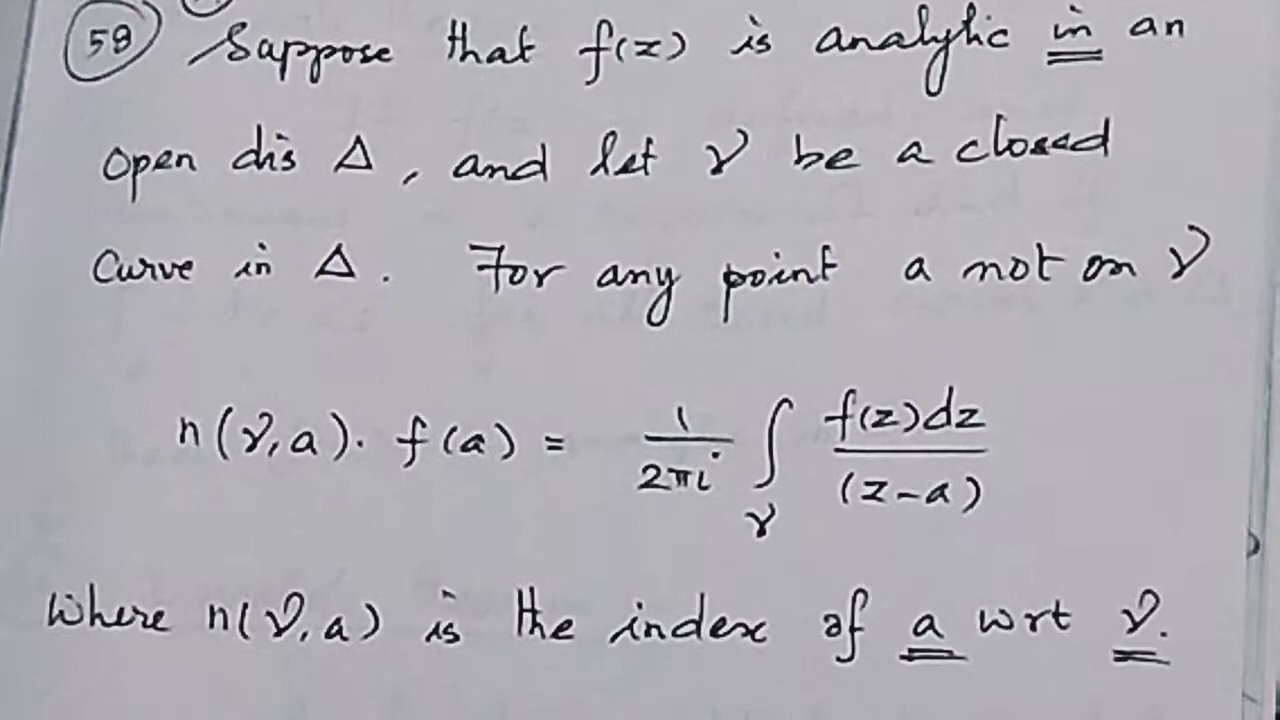 58 Suppose that f(z) is analytic in an
open dis Δ, and let γ be a closed
Curve in Δ. For any point a not on γ
n(γ,a). f(a) = 1/2πi ∫γ f(z)dz/(z-a)
Where n(γ,a) is the index of a wrt γ.